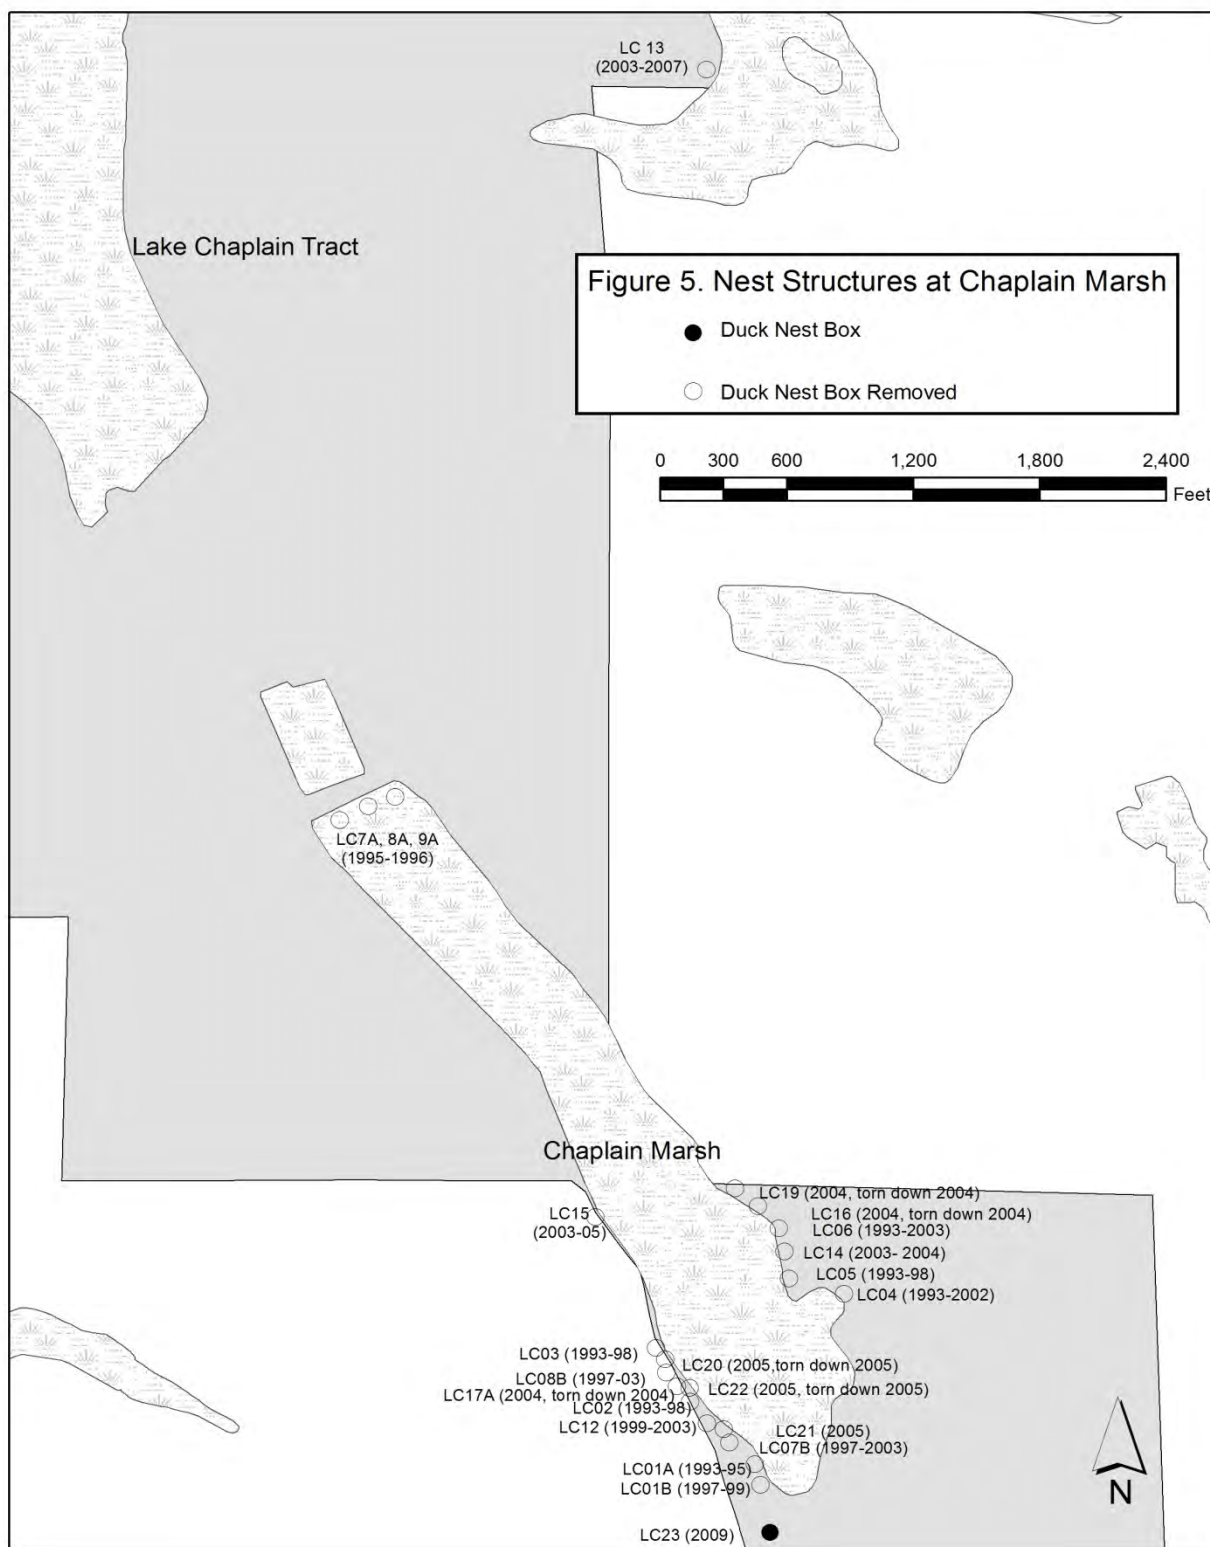 LC 13
(2003-2007)
Lake Chaplain Tract
Figure 5. Nest Structures at Chaplain Marsh
Duck Nest Box
Duck Nest Box Removed
0 300 600 1,200 1,800 2,400
Feet
LC7A, 8A, 9A
(1995-1996)
Chaplain Marsh
LC15
(2003-05)
LC19 (2004, torn down 2004)
LC16 (2004, torn down 2004)
LC06 (1993-2003)
LC14 (2003- 2004)
LC05 (1993-98)
LC04 (1993-2002)
LC03 (1993-98)
LC20 (2005,torn down 2005)
LC08B (1997-03)
LC17A (2004, torn down 2004)
LC22 (2005, torn down 2005)
LC02 (1993-98)
LC12 (1999-2003)
LC21 (2005)
LC07B (1997-2003)
LC01A (1993-95)
LC01B (1997-99)
LC23 (2009)
N